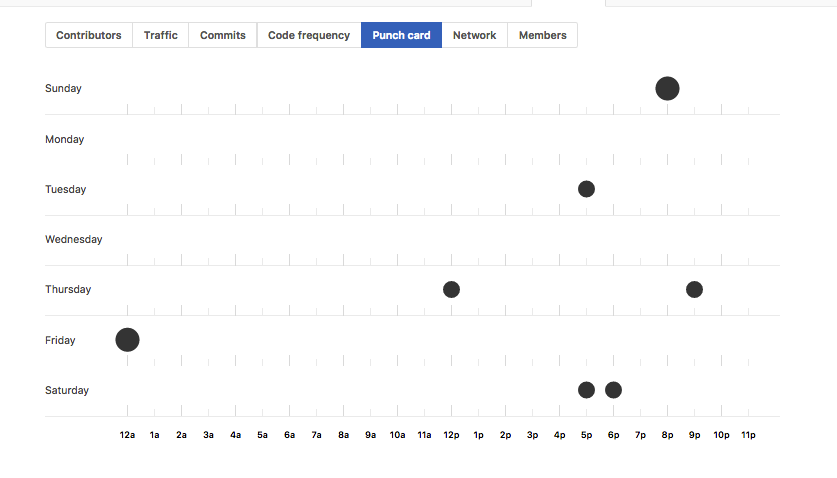 Contributors Traffic Commits Code frequency Punch card Network Members
Sunday
Monday
Tuesday
Wednesday
Thursday
Friday
Saturday
12a 1a 2a 3a 4a 5a 6a 7a 8a 9a 10a 11a 12p 1p 2p 3p 4p 5p 6p 7p 8p 9p 10p 11p